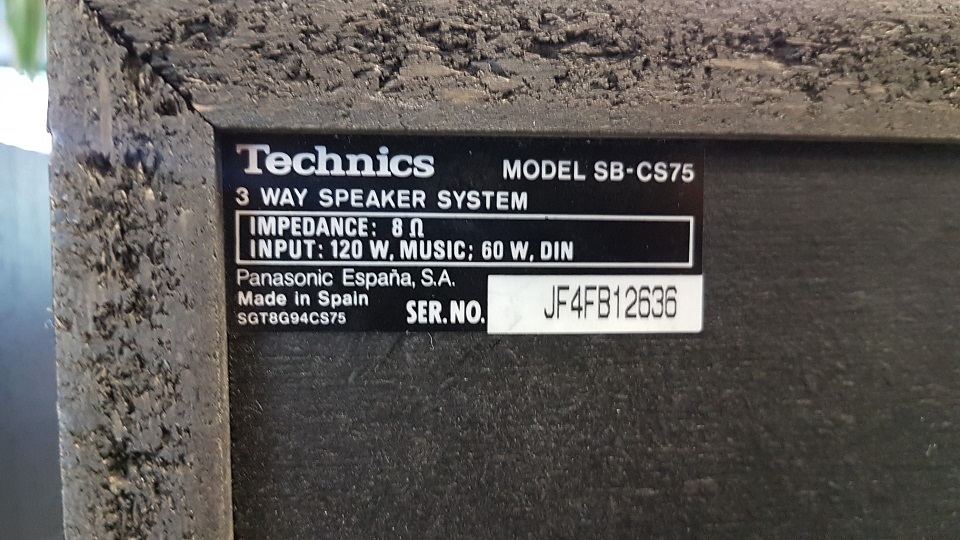 Technics MODEL SB-CS75
3 WAY SPEAKER SYSTEM
IMPEDANCE: 8 Ω
INPUT: 120 W, MUSIC; 60 W, DIN
Panasonic España, S.A.
Made in Spain
SGT8G94CS75
SER.NO. JF4FB12636